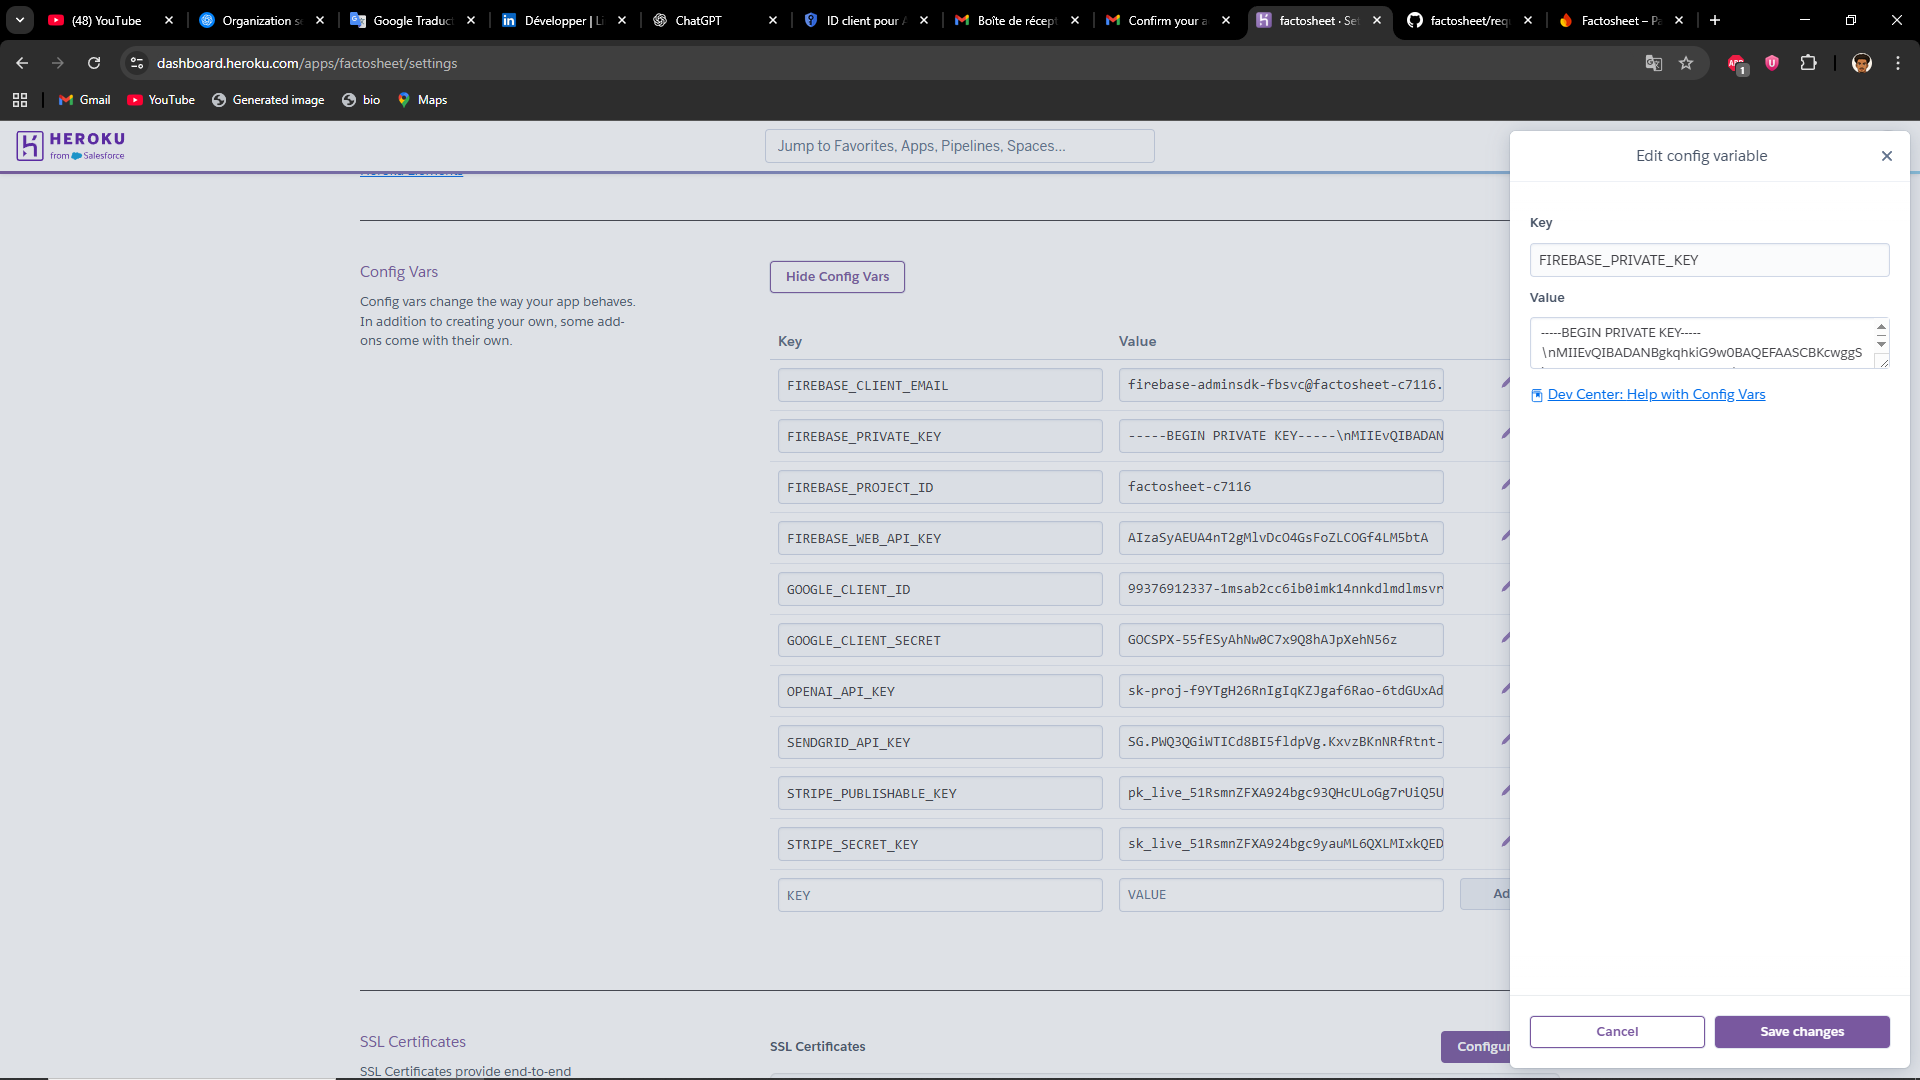 (48) YouTube
Organization se
Google Traduct
Développer | Li
ChatGPT
ID client pour A
Boîte de récept
Confirm your a
factosheet · Set
factosheet/requ
Factosheet – Pa
dashboard.heroku.com/apps/factosheet/settings
1
Gmail
YouTube
Generated image
bio
Maps
HEROKU
from Salesforce
Jump to Favorites, Apps, Pipelines, Spaces...
Heroku Elements
Config Vars
Config vars change the way your app behaves.
In addition to creating your own, some add-
ons come with their own.
Hide Config Vars
Key
Value
FIREBASE_CLIENT_EMAIL
firebase-adminsdk-fbsvc@factosheet-c7116.
FIREBASE_PRIVATE_KEY
-----BEGIN PRIVATE KEY-----\nMIIEvQIBADAN
FIREBASE_PROJECT_ID
factosheet-c7116
FIREBASE_WEB_API_KEY
AIzaSyAEUA4nT2gMlvDcO4GsFoZLCOGf4LM5btA
GOOGLE_CLIENT_ID
99376912337-1msab2cc6ib0imk14nnkdlmdlmsvr
GOOGLE_CLIENT_SECRET
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
OPENAI_API_KEY
sk-proj-f9YTgH26RnIgIqKZJgaf6Rao-6tdGUxAd
SENDGRID_API_KEY
SG.PWQ3QGiWTICd8BI5fldpVg.KxvzBKnNRfRtnt-
STRIPE_PUBLISHABLE_KEY
pk_live_51RsmnZFXA924bgc93QHcULoGg7rUiQ5U
STRIPE_SECRET_KEY
sk_live_51RsmnZFXA924bgc9yauML6QXLMIxkQED
KEY
VALUE
Ad
SSL Certificates
SSL Certificates provide end-to-end
SSL Certificates
Configur
Edit config variable
Key
FIREBASE_PRIVATE_KEY
Value
-----BEGIN PRIVATE KEY-----
\nMIIEvQIBADANBgkqhkiG9w0BAQEFAASCBKcwggS
Dev Center: Help with Config Vars
Cancel
Save changes